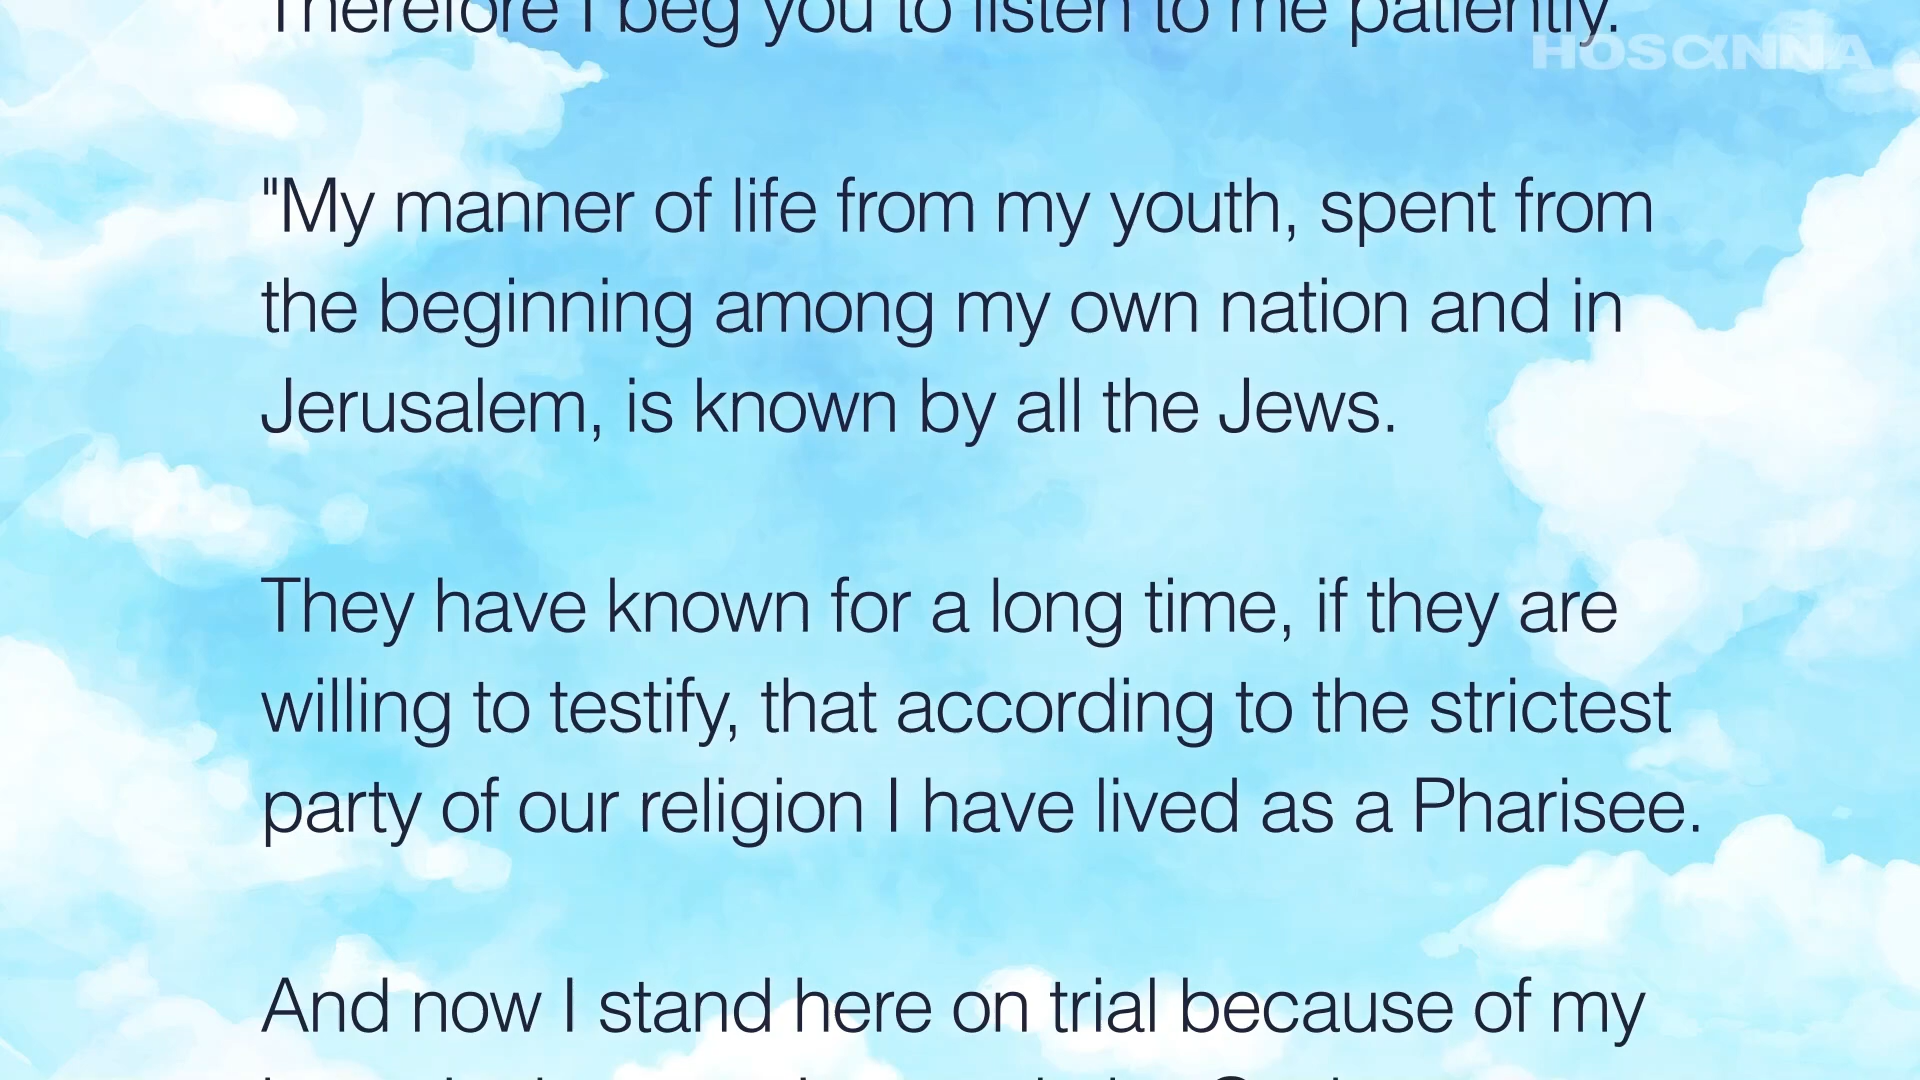 Therefore I beg you to listen to me patiently.
HOSANNA
"My manner of life from my youth, spent from
the beginning among my own nation and in
Jerusalem, is known by all the Jews.
They have known for a long time, if they are
willing to testify, that according to the strictest
party of our religion I have lived as a Pharisee.
And now I stand here on trial because of my